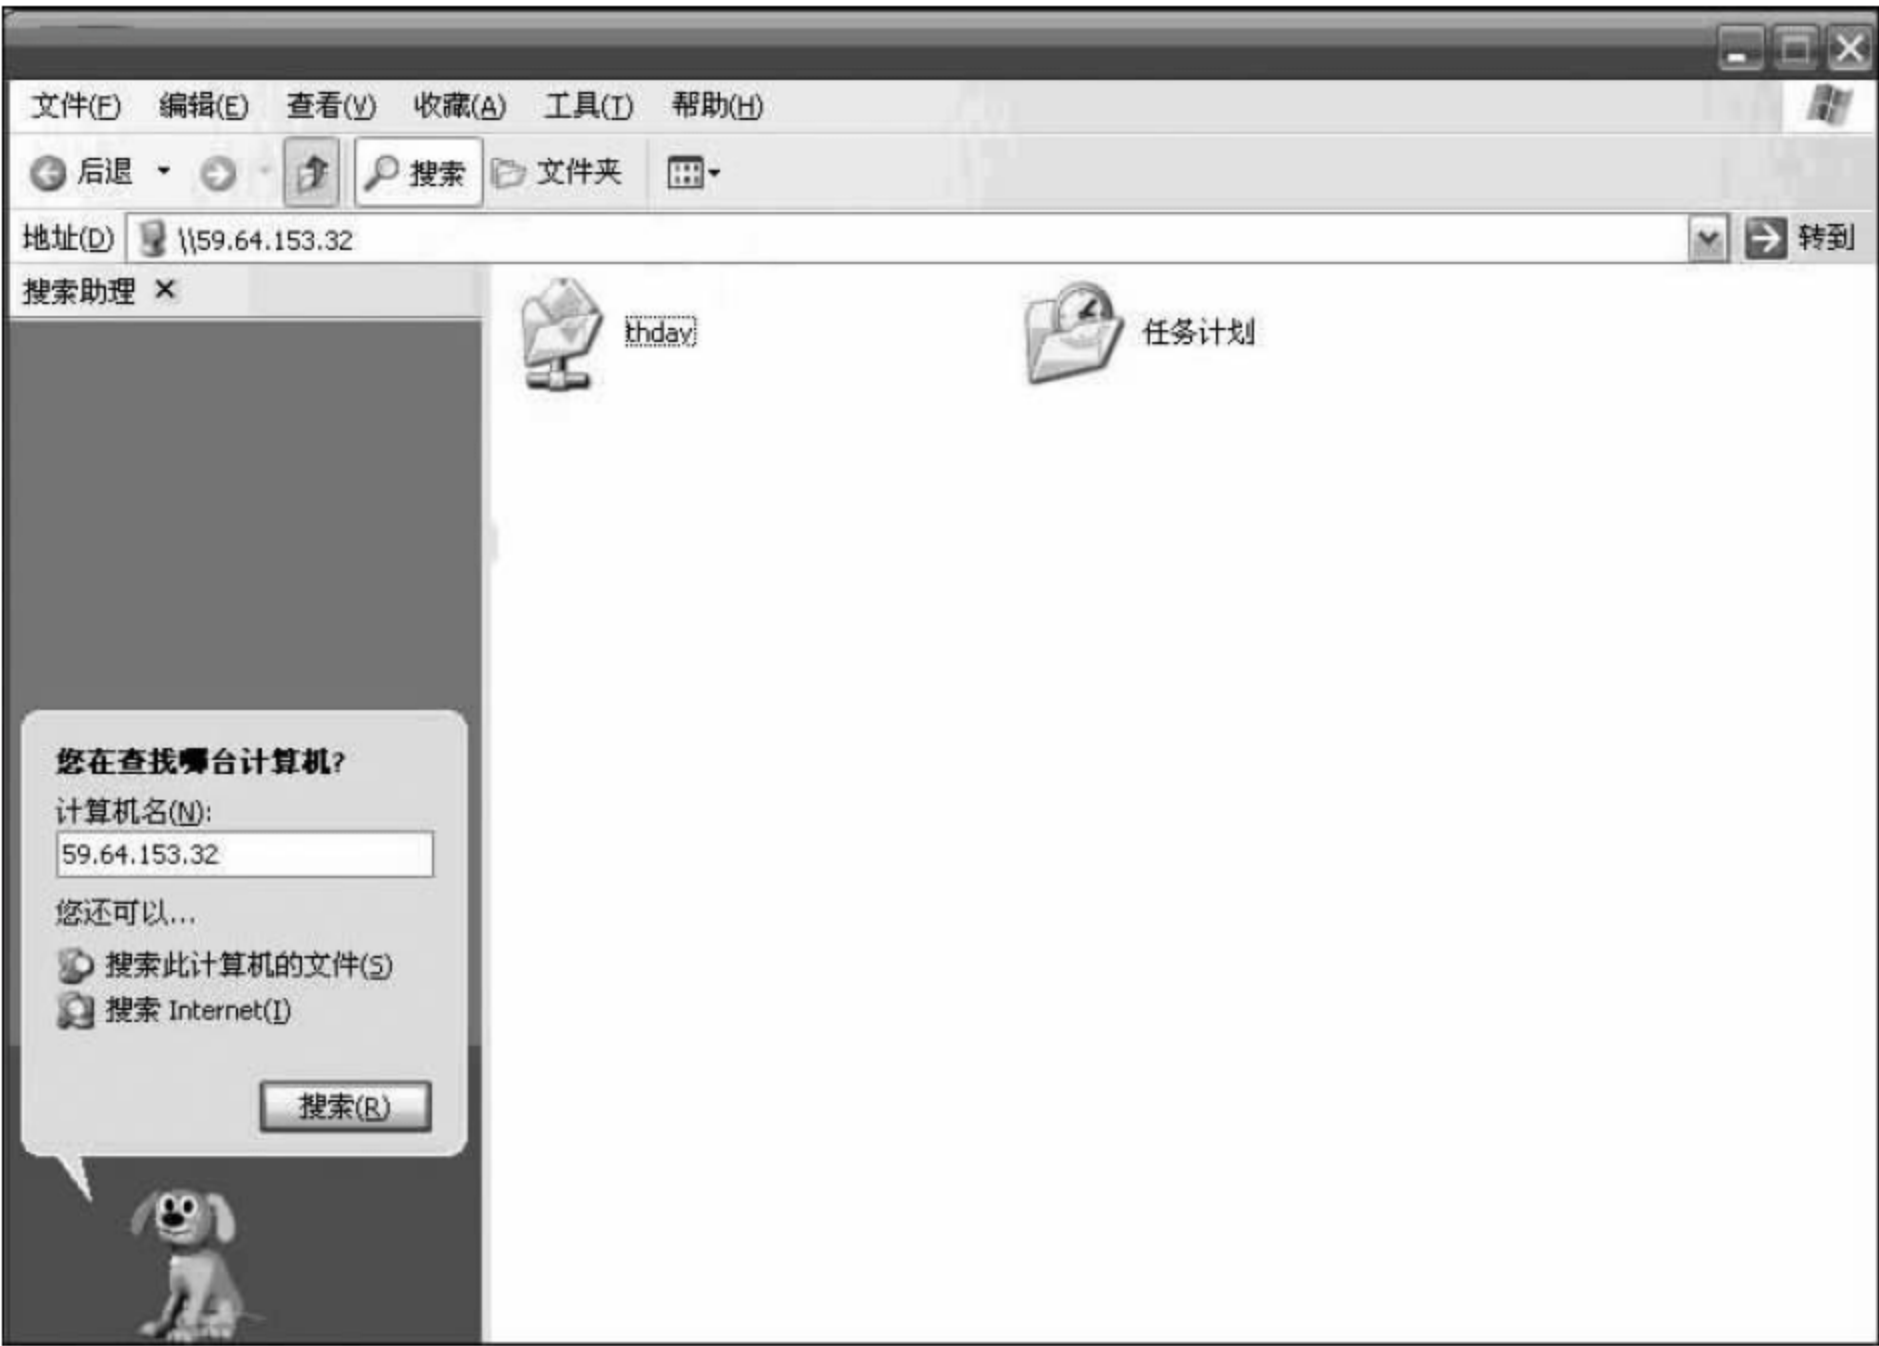 文件(F) 编辑(E) 查看(V) 收藏(A) 工具(T) 帮助(H)
后退 搜索 文件夹
地址(D) \\59.64.153.32 转到
搜索助理
thday 任务计划
您在查找哪台计算机?
计算机名(N):
59.64.153.32
您还可以...
搜索此计算机的文件(S)
搜索 Internet(I)
搜索(R)